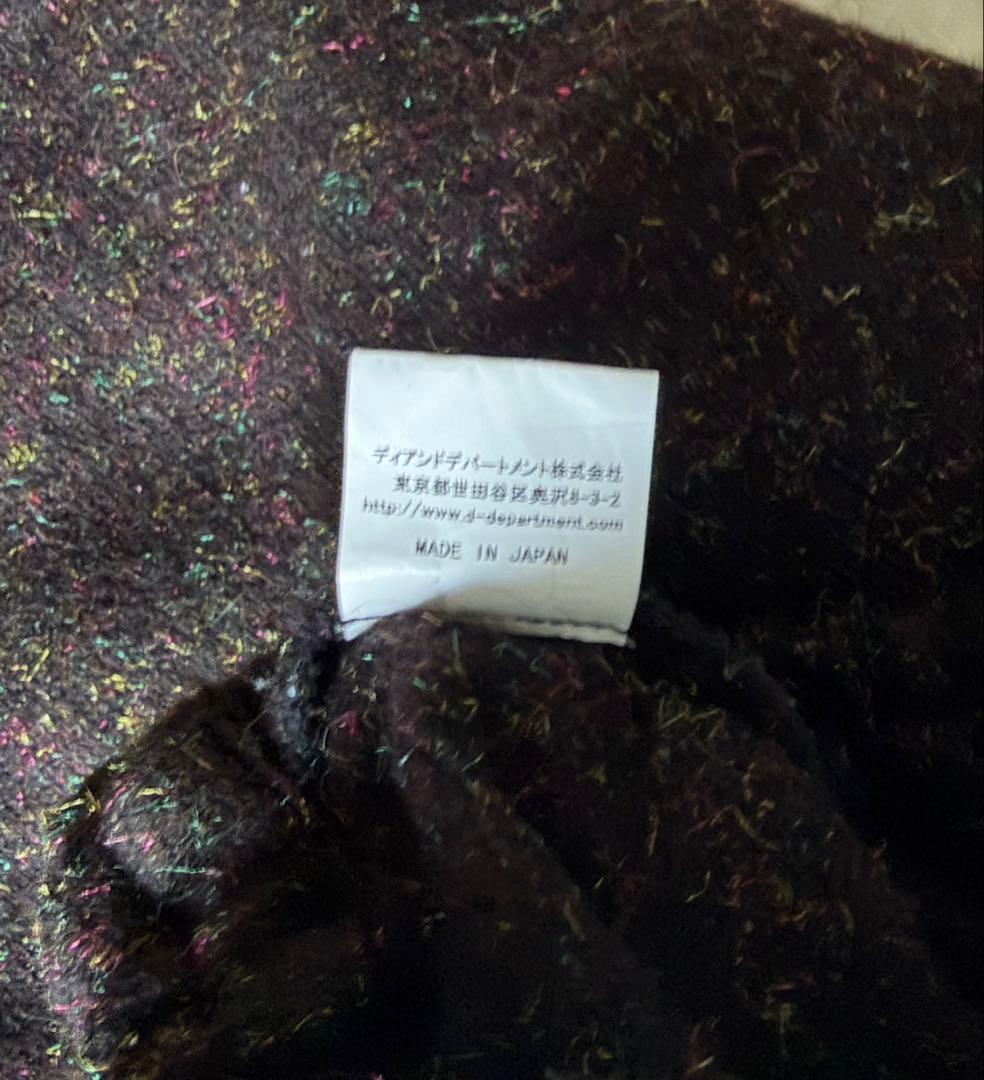 ディアンドデパートメント株式会社
東京都世田谷区奥沢8-3-2
http://www.d-department.com
MADE IN JAPAN